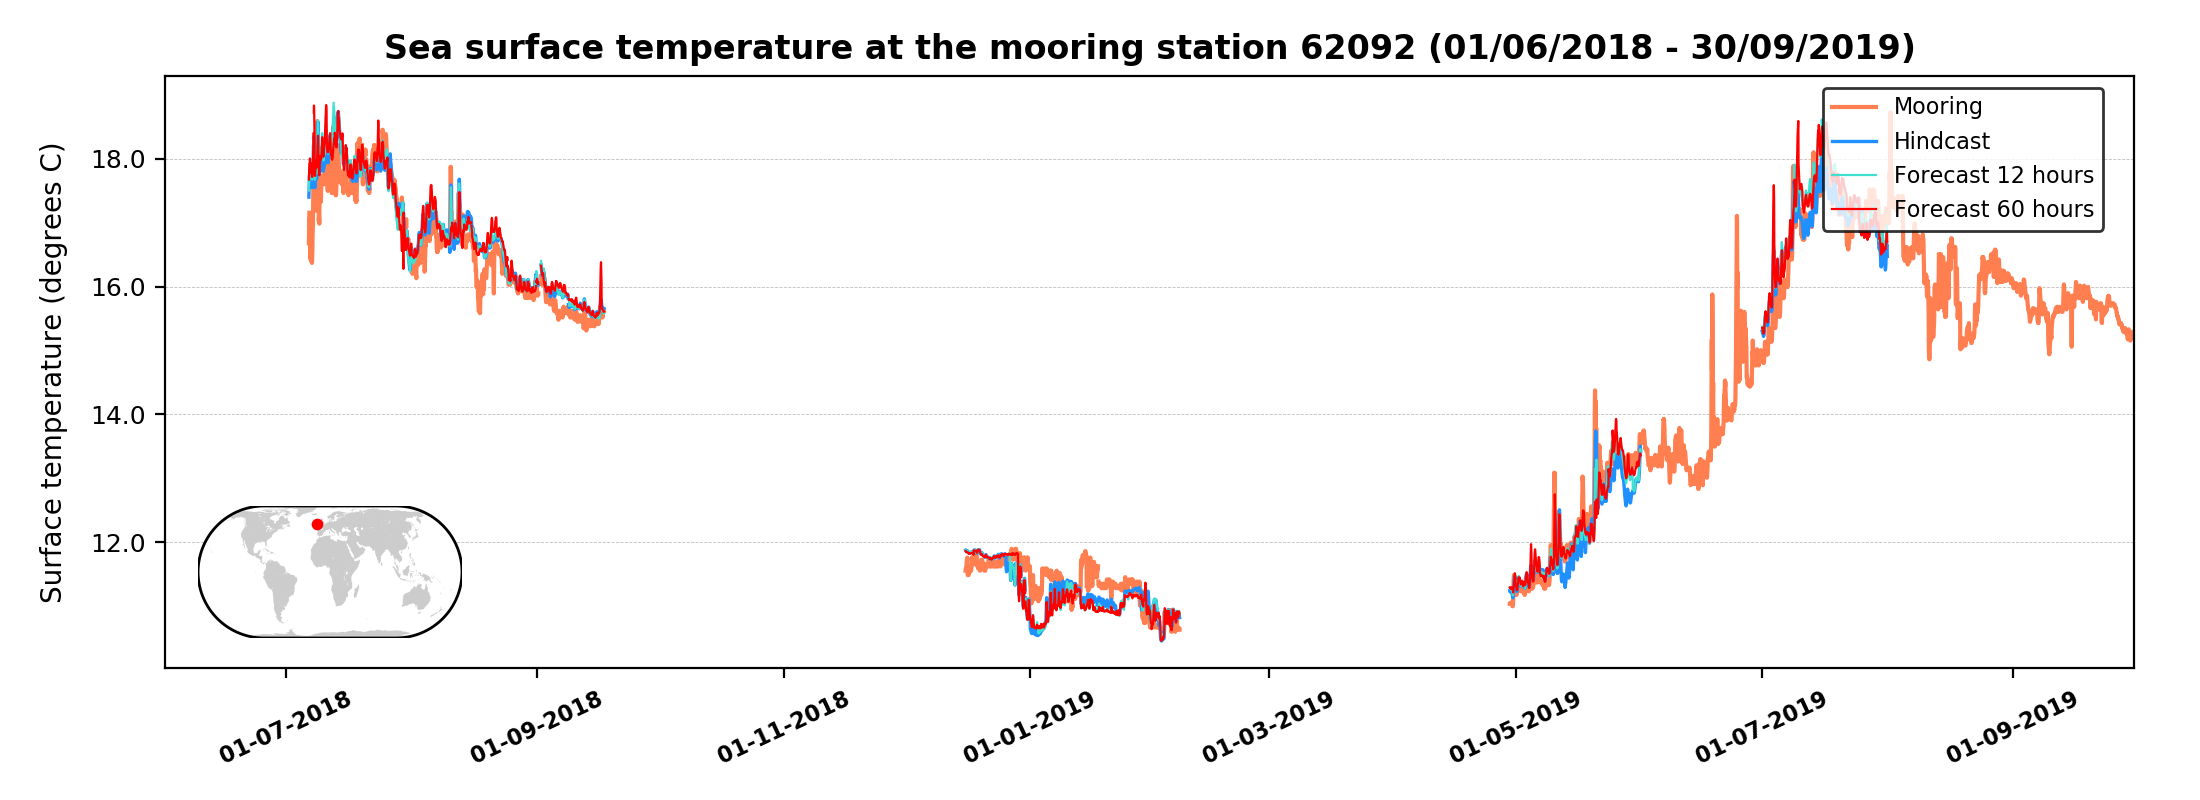 Sea surface temperature at the mooring station 62092 (01/06/2018 - 30/09/2019)
Surface temperature (degrees C)
18.0
16.0
14.0
12.0
Mooring
Hindcast
Forecast 12 hours
Forecast 60 hours
01-07-2018
01-09-2018
01-11-2018
01-01-2019
01-03-2019
01-05-2019
01-07-2019
01-09-2019